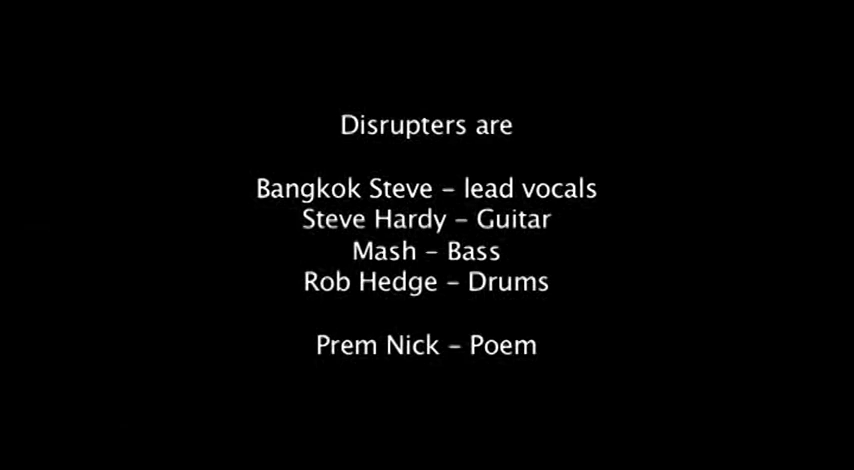 Disrupters are
Bangkok Steve – lead vocals
Steve Hardy – Guitar
Mash – Bass
Rob Hedge – Drums
Prem Nick – Poem